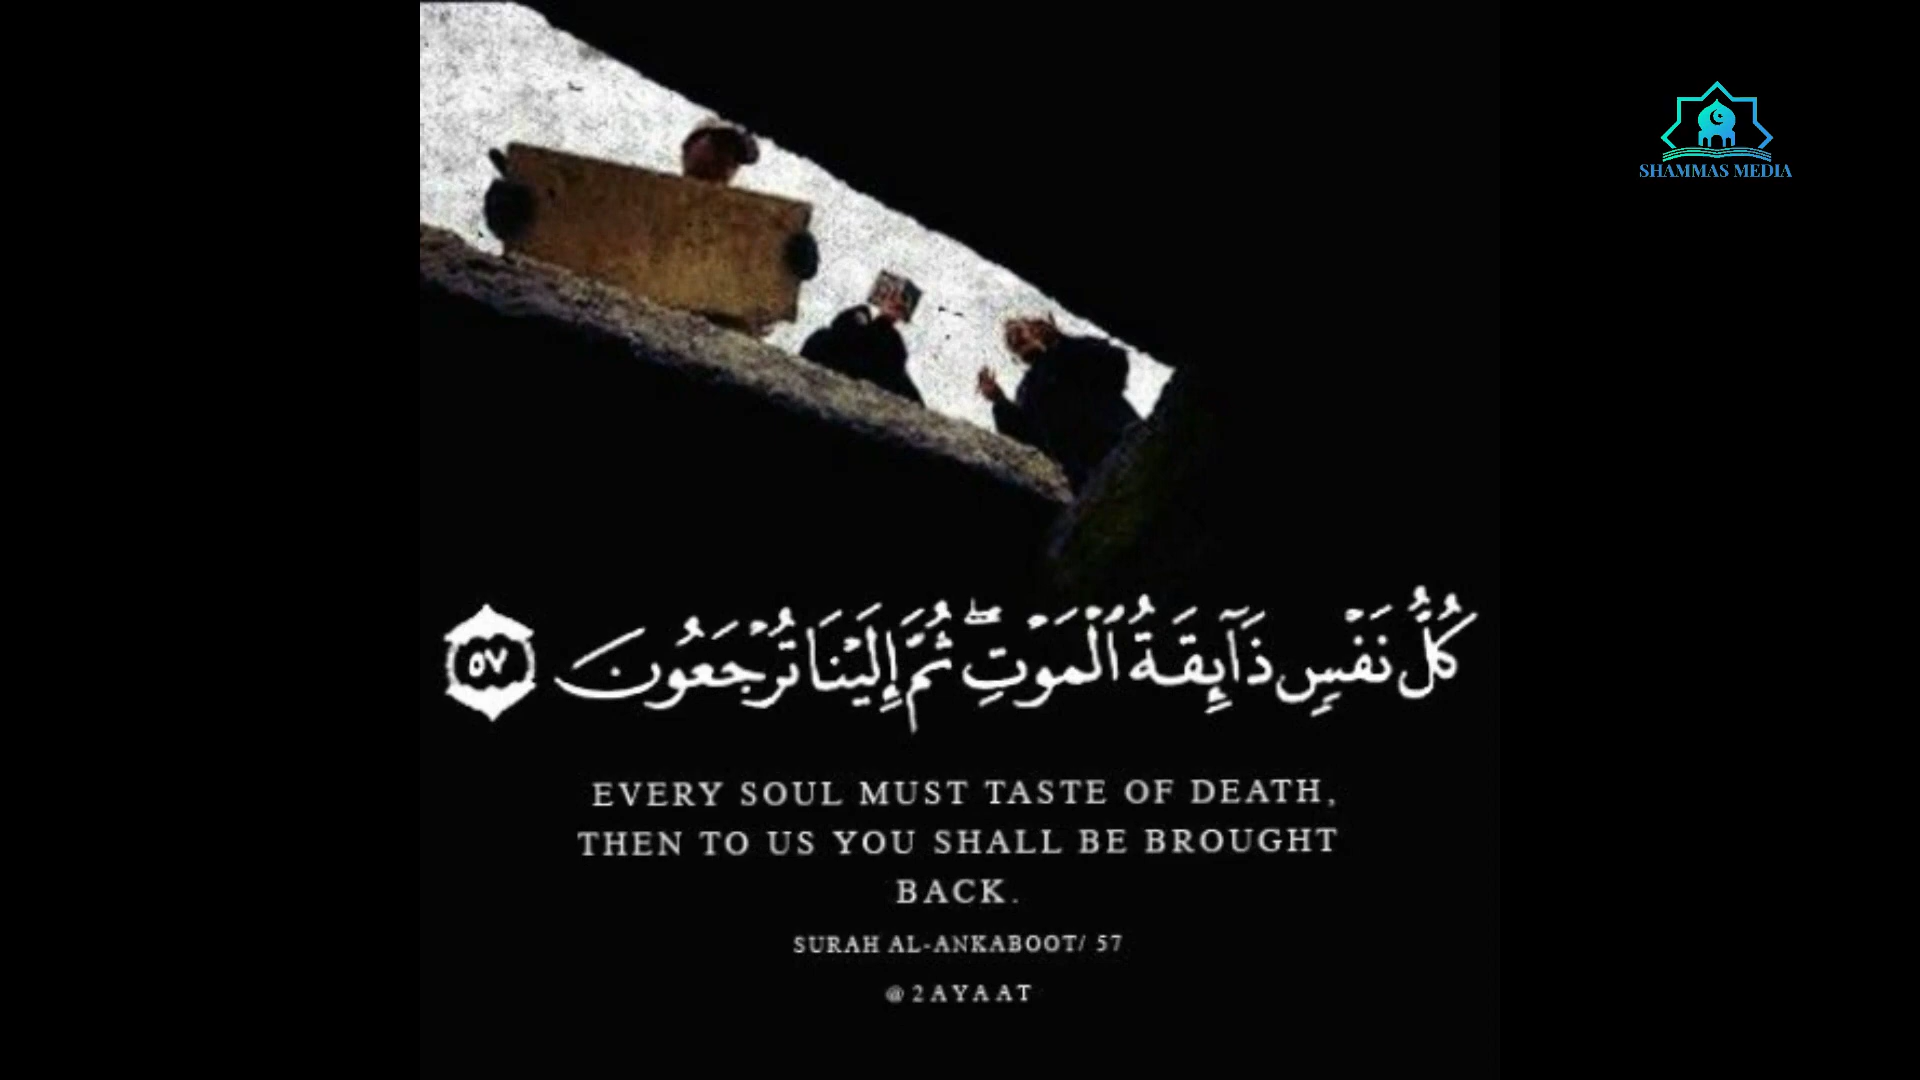 SHAMMAS MEDIA
كُلُّ نَفْسٍ ذَآئِقَةُ ٱلْمَوْتِ ۖ ثُمَّ إِلَيْنَا تُرْجَعُونَ ٥٧
EVERY SOUL MUST TASTE OF DEATH,
THEN TO US YOU SHALL BE BROUGHT
BACK.
SURAH AL-ANKABOOT/ 57
@2AYAAT